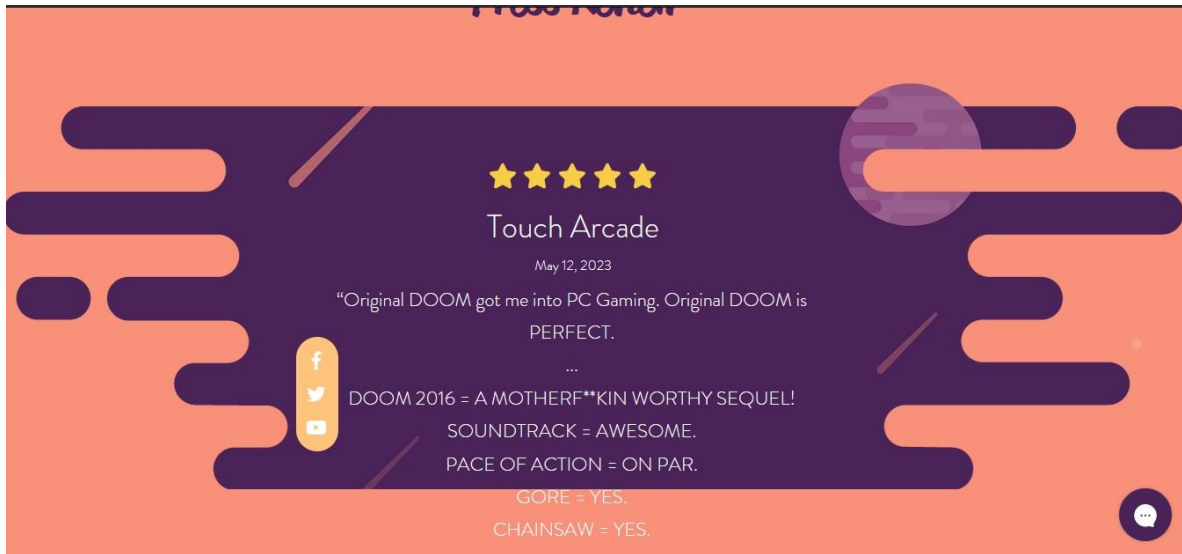 Touch Arcade
May 12, 2023
“Original DOOM got me into PC Gaming. Original DOOM is
PERFECT.
...
DOOM 2016 = A MOTHERF**KIN WORTHY SEQUEL!
SOUNDTRACK = AWESOME.
PACE OF ACTION = ON PAR.
GORE = YES.
CHAINSAW = YES.